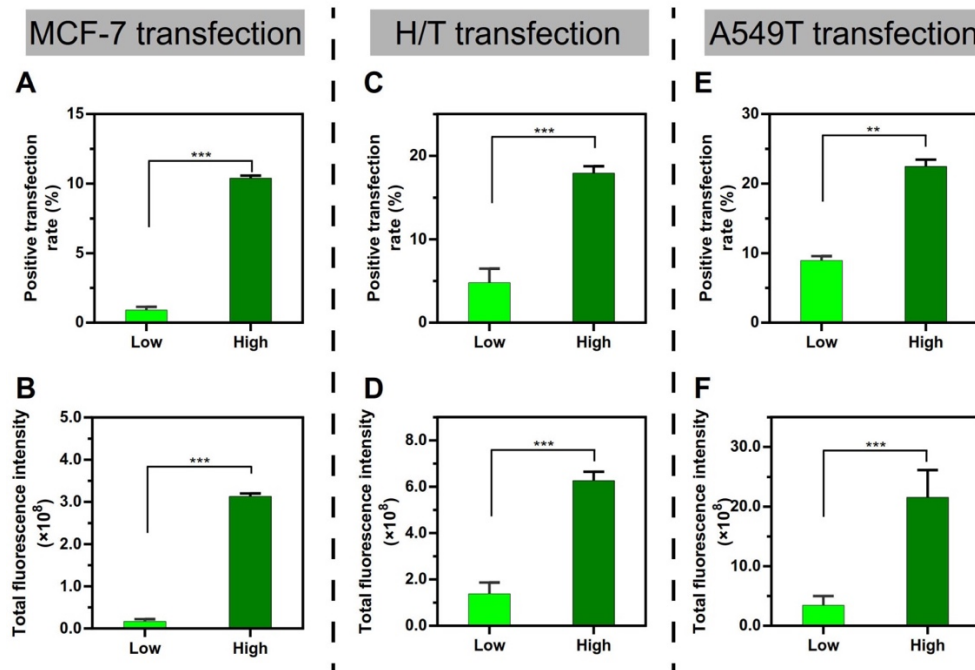 MCF-7 transfection
A
Positive transfection
rate (%)
15
10
5
0
***
Low High
B
Total fluorescence intensity
(×10⁸)
5.0
4.0
3.0
2.0
1.0
0.0
***
Low High
H/T transfection
C
Positive transfection
rate (%)
20
10
0
***
Low High
D
Total fluorescence intensity
(×10⁸)
8.0
6.0
4.0
2.0
0.0
***
Low High
A549T transfection
E
Positive transfection
rate (%)
30
20
10
0
**
Low High
F
Total fluorescence intensity
(×10⁸)
30.0
20.0
10.0
0.0
***
Low High